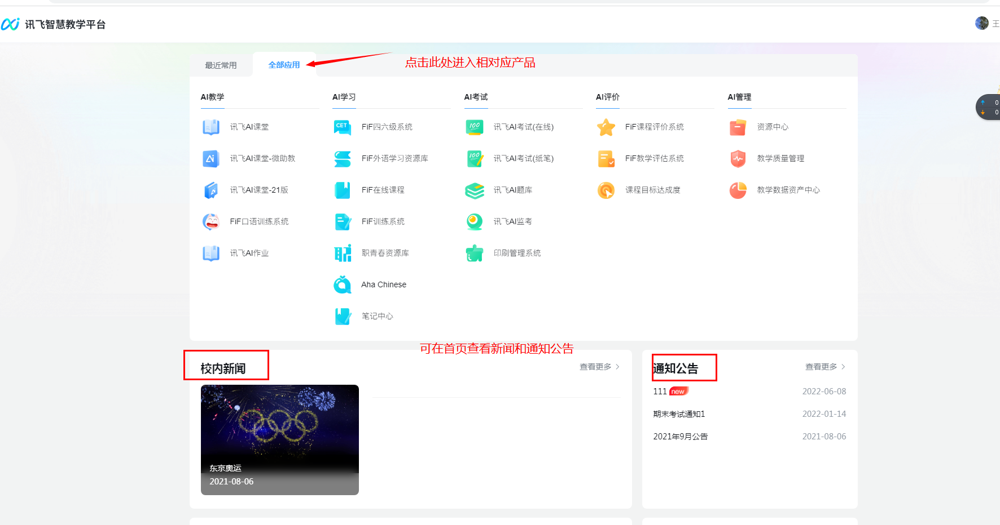 讯飞智慧教学平台
王
最近常用
全部应用
点击此处进入相对应产品
AI教学
AI学习
AI考试
AI评价
AI管理
讯飞AI课堂
CET
FiF四六级系统
100
讯飞AI考试(在线)
FiF课程评价系统
资源中心
0
0
Ai
讯飞AI课堂-微助教
FiF外语学习资源库
100
讯飞AI考试(纸笔)
FiF教学评估系统
教学质量管理
讯飞AI课堂-21版
FiF在线课程
讯飞AI题库
课程目标达成度
教学数据资产中心
FiF口语训练系统
FiF训练系统
讯飞AI监考
讯飞AI作业
职青春资源库
印刷管理系统
Aha Chinese
笔记中心
可在首页查看新闻和通知公告
校内新闻
查看更多
东京奥运
2021-08-06
通知公告
查看更多
111 new 2022-06-08
期末考试通知1 2022-01-14
2021年9月公告 2021-08-06